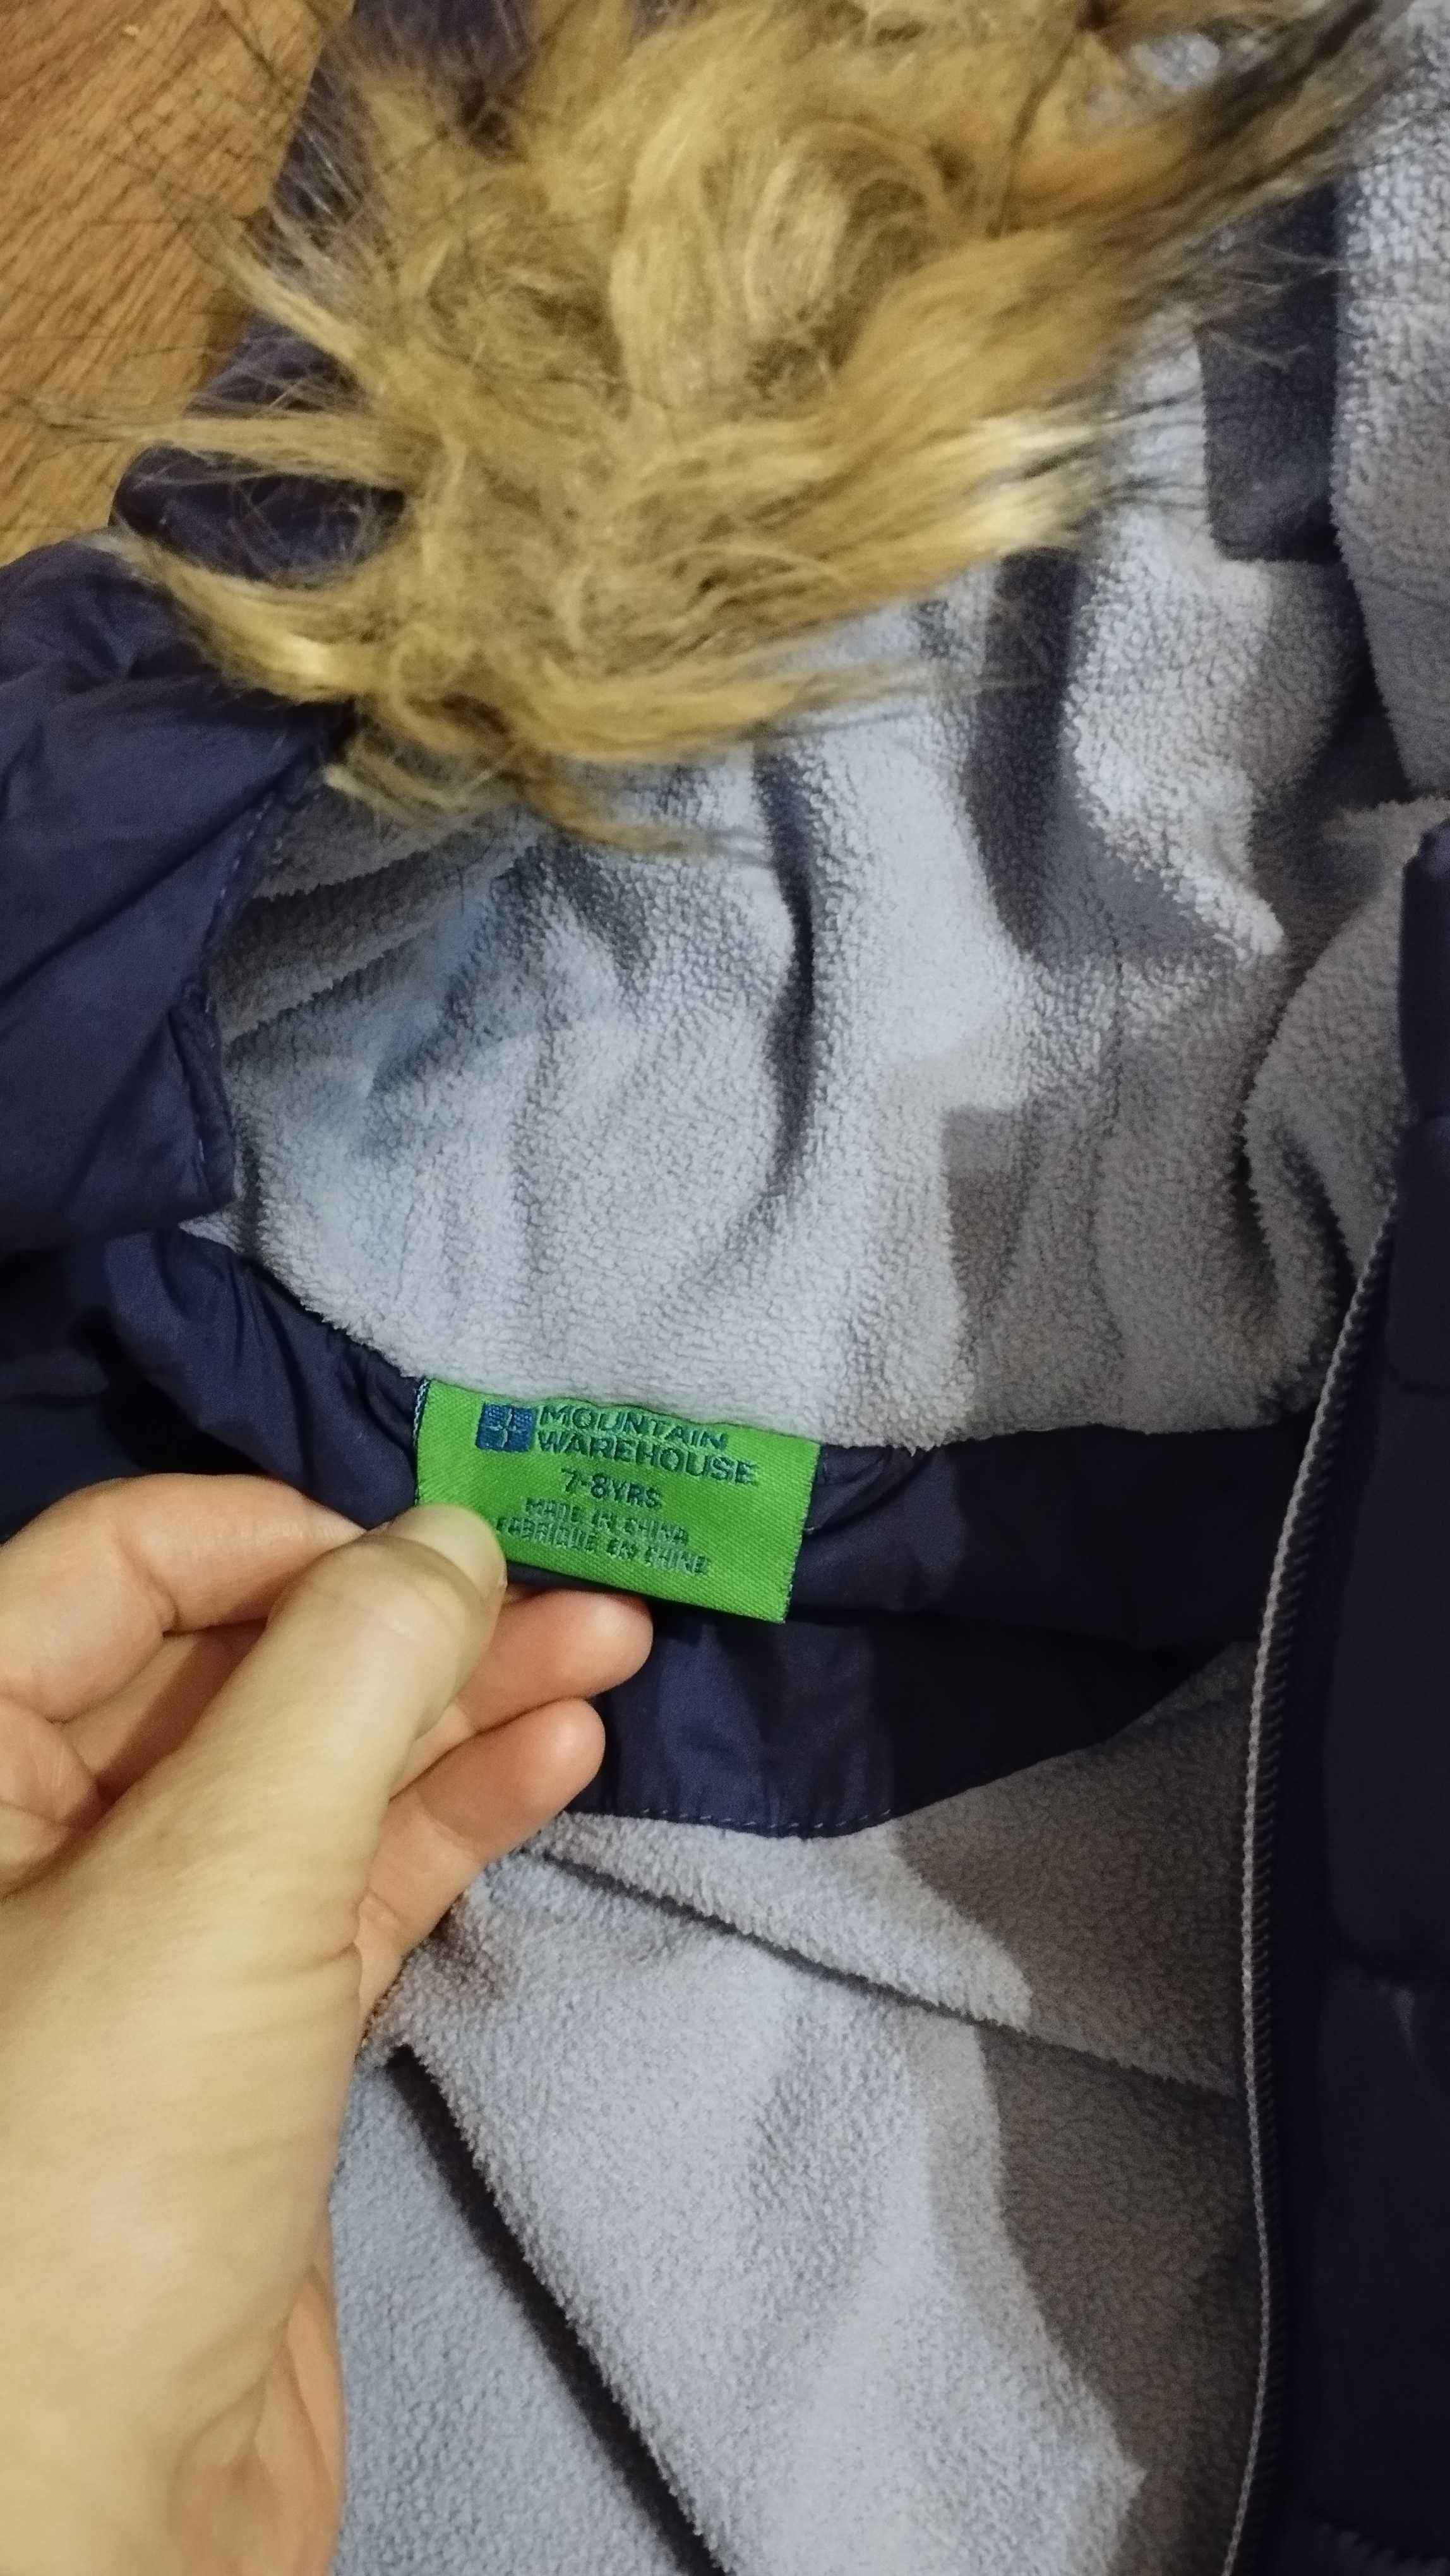 MOUNTAIN
WAREHOUSE
7-8YRS
MADE IN CHINA
FABRIQUE EN CHINE